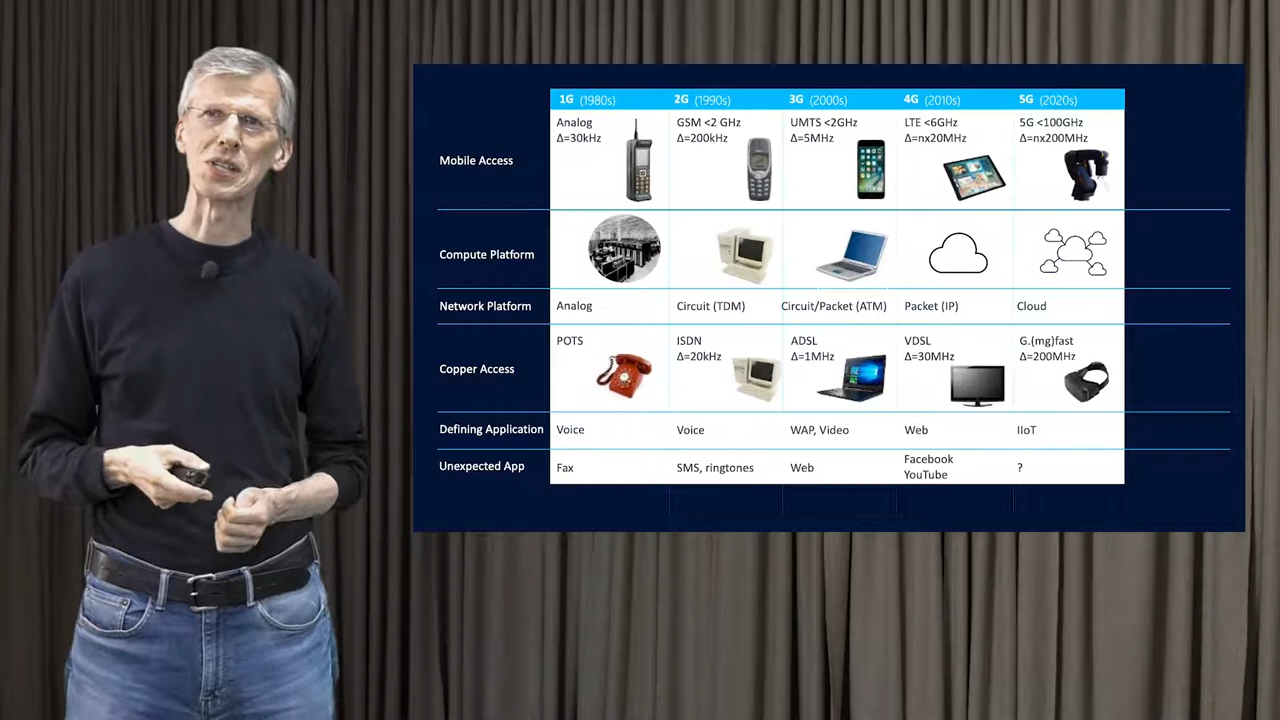 1G (1980s) 2G (1990s) 3G (2000s) 4G (2010s) 5G (2020s)
Mobile Access
Analog
Δ=30kHz
GSM <2 GHz
Δ=200kHz
UMTS <2GHz
Δ=5MHz
LTE <6GHz
Δ=nx20MHz
5G <100GHz
Δ=nx200MHz
Compute Platform
Network Platform Analog Circuit (TDM) Circuit/Packet (ATM) Packet (IP) Cloud
Copper Access
POTS
ISDN
Δ=20kHz
ADSL
Δ=1MHz
VDSL
Δ=30MHz
G.(mg)fast
Δ=200MHz
Defining Application Voice Voice WAP, Video Web IIoT
Unexpected App Fax SMS, ringtones Web
Facebook
YouTube
?